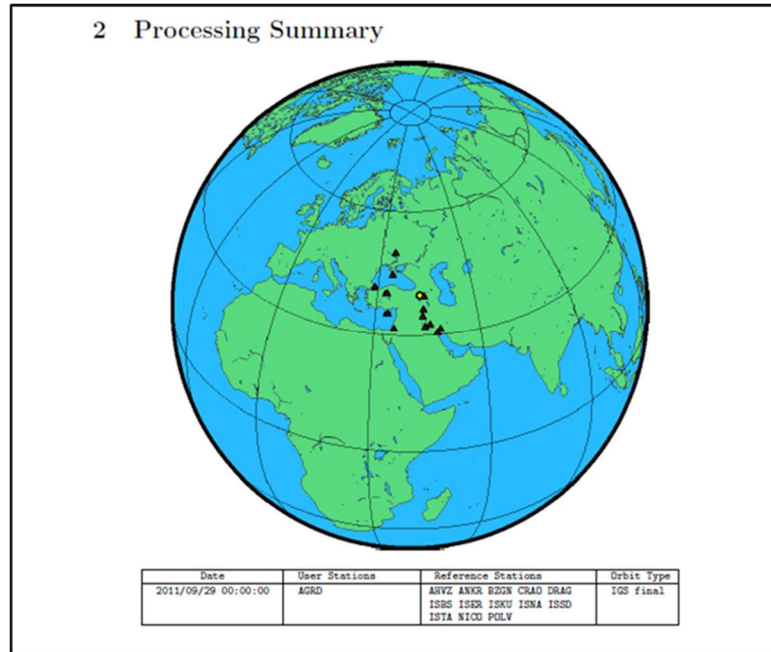 2 Processing Summary
Date User Stations Reference Stations Orbit Type
2011/09/29 00:00:00 AGRD AHVZ ANKR BZGN CRAO DRAG IGS final
ISBS ISER ISKU ISNA ISSD
ISTA NICO POLV